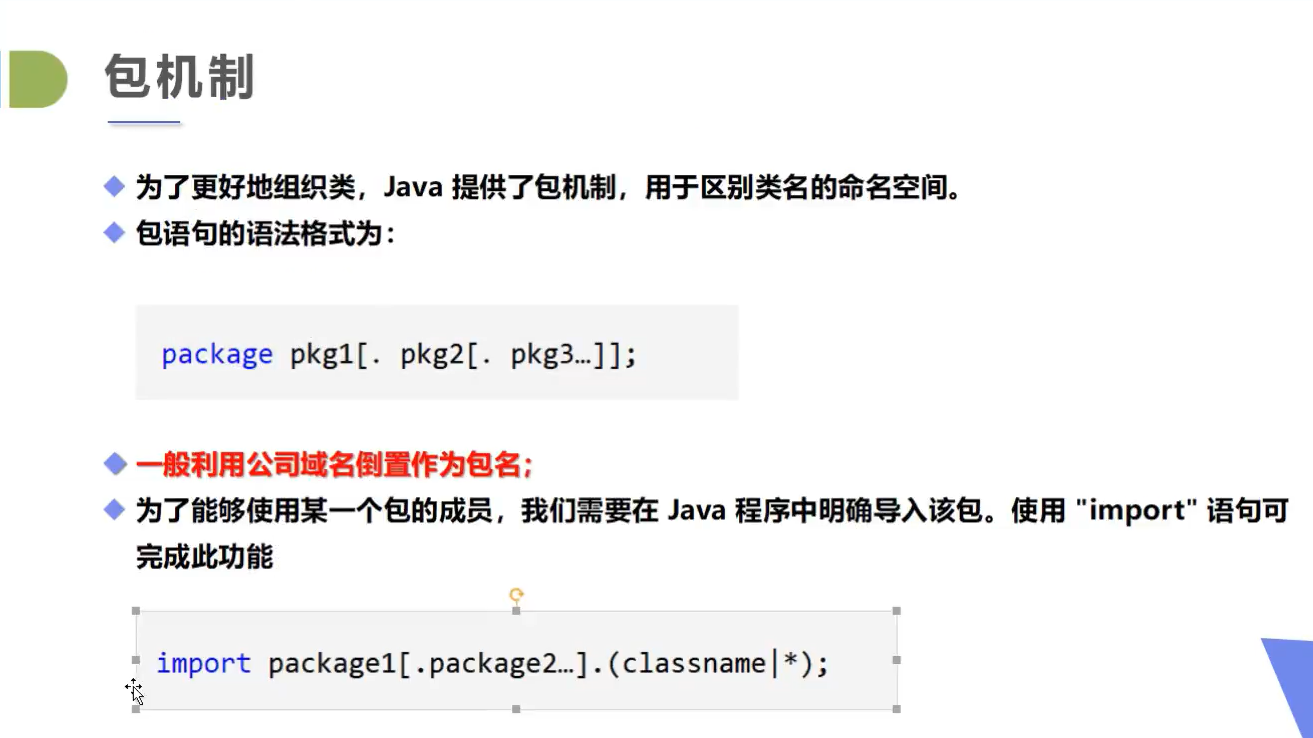 包机制
为了更好地组织类，Java 提供了包机制，用于区别类名的命名空间。
包语句的语法格式为：
package pkg1[. pkg2[. pkg3…]];
一般利用公司域名倒置作为包名；
为了能够使用某一个包的成员，我们需要在 Java 程序中明确导入该包。使用 "import" 语句可
完成此功能
import package1[.package2…].(classname|*);